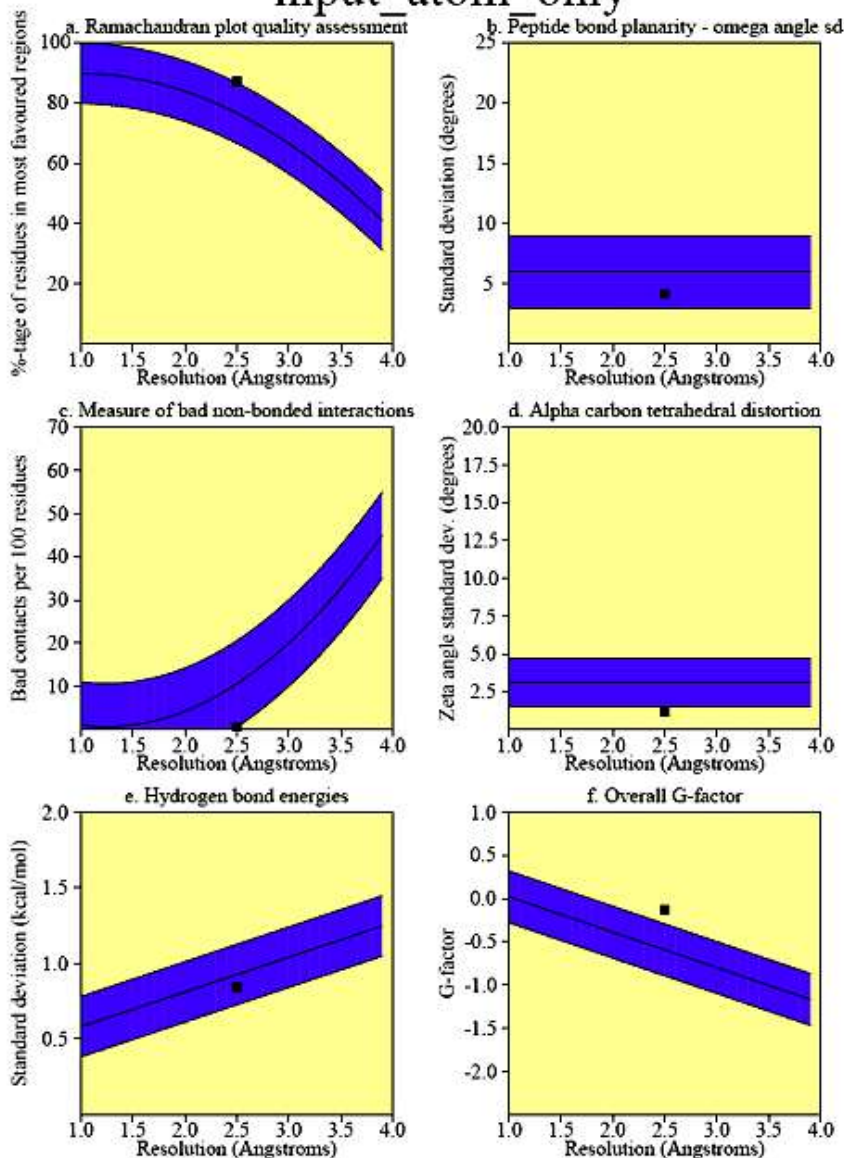 input_atom_only
a. Ramachandran plot quality assessment
%-tage of residues in most favoured regions
100
80
60
40
20
1.0 1.5 2.0 2.5 3.0 3.5 4.0
Resolution (Angstroms)
b. Peptide bond planarity - omega angle sd
Standard deviation (degrees)
25
20
15
10
5
1.0 1.5 2.0 2.5 3.0 3.5 4.0
Resolution (Angstroms)
c. Measure of bad non-bonded interactions
Bad contacts per 100 residues
70
60
50
40
30
20
10
1.0 1.5 2.0 2.5 3.0 3.5 4.0
Resolution (Angstroms)
d. Alpha carbon tetrahedral distortion
Zeta angle standard dev. (degrees)
20.0
17.5
15.0
12.5
10.0
7.5
5.0
2.5
1.0 1.5 2.0 2.5 3.0 3.5 4.0
Resolution (Angstroms)
e. Hydrogen bond energies
Standard deviation (kcal/mol)
2.0
1.5
1.0
0.5
1.0 1.5 2.0 2.5 3.0 3.5 4.0
Resolution (Angstroms)
f. Overall G-factor
G-factor
1.0
0.5
0.0
-0.5
-1.0
-1.5
-2.0
1.0 1.5 2.0 2.5 3.0 3.5 4.0
Resolution (Angstroms)